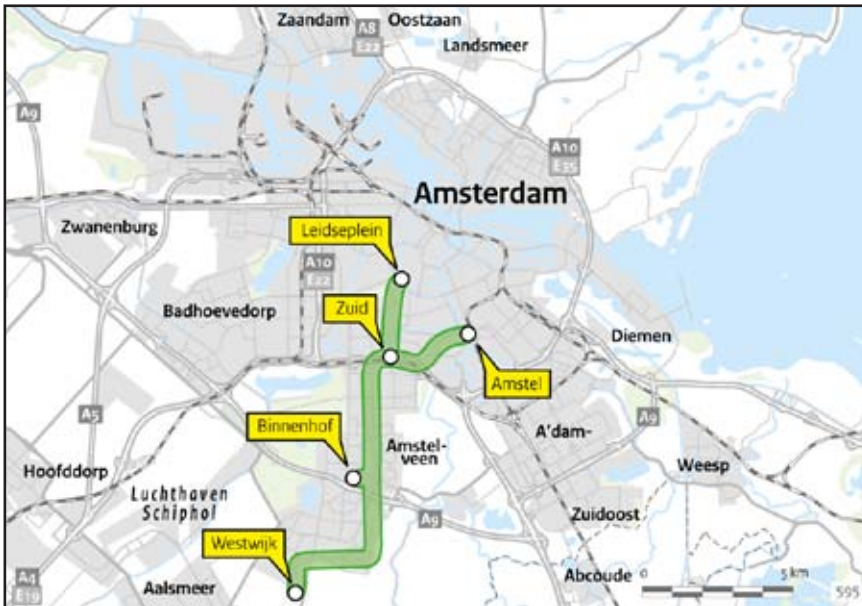 Zaandam
Oostzaan
A8
E22
Landsmeer
A9
A10
E35
Amsterdam
Zwanenburg
Leidseplein
A10
E22
Badhoevedorp
Zuid
Diemen
Amstel
A5
Binnenhof
Amstel-
veen
A'dam-
A9
Hoofddorp
Weesp
Luchthaven
Schiphol
A9
Zuidoost
Westwijk
A4
E19
Aalsmeer
Abcoude
0
5 km
595